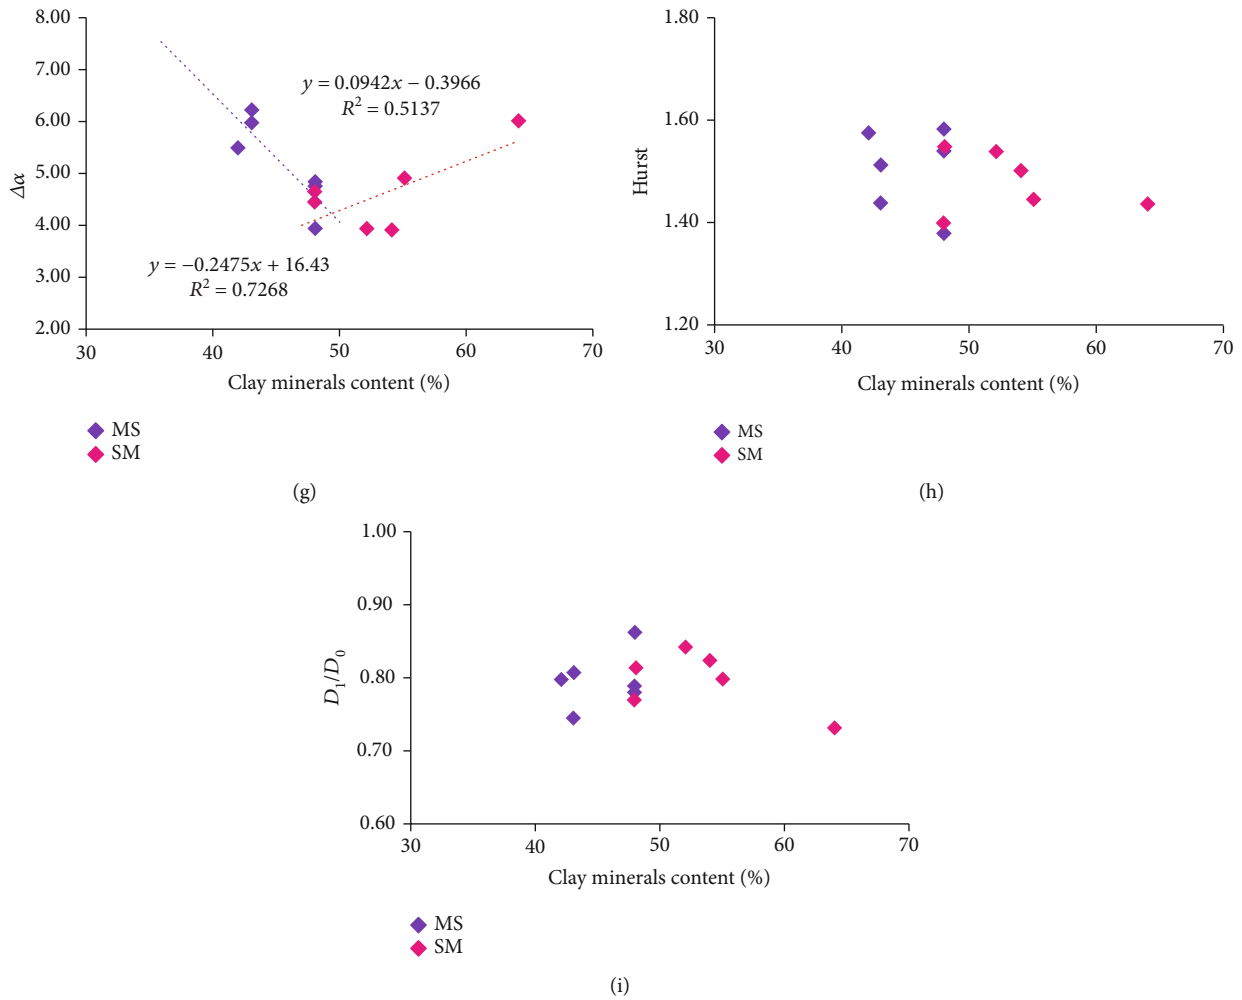 8.00
7.00
6.00
5.00
4.00
3.00
2.00
Δα
y = 0.0942x − 0.3966
R² = 0.5137
y = −0.2475x + 16.43
R² = 0.7268
30 40 50 60 70
Clay minerals content (%)
MS
SM
(g)
1.80
1.60
1.40
1.20
Hurst
30 40 50 60 70
Clay minerals content (%)
MS
SM
(h)
1.00
0.90
0.80
0.70
0.60
D₁/D₀
30 40 50 60 70
Clay minerals content (%)
MS
SM
(i)